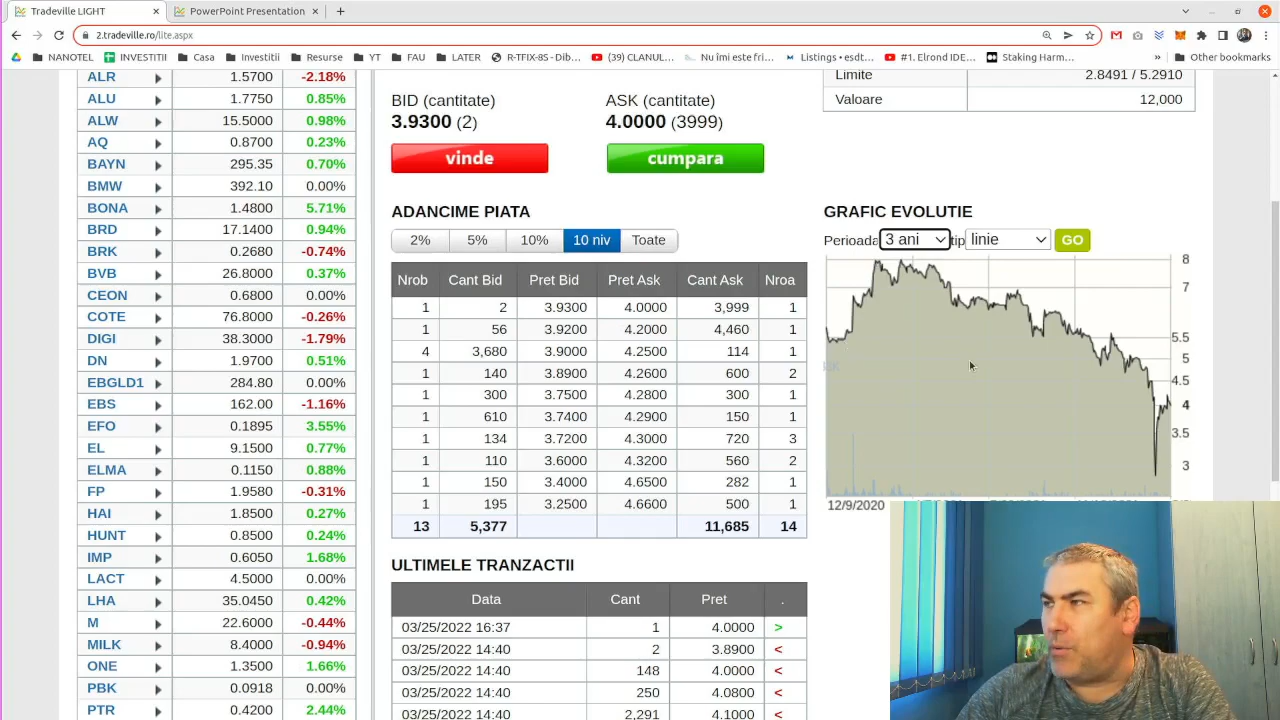 Tradeville LIGHT
PowerPoint Presentation
2.tradeville.ro/lite.aspx
NANOTEL INVESTITII Casa Investitii Resurse YT FAU LATER R-TFIX-8S - Dib... (39) CLANUL... Nu îmi este fri... Listings • esdt... #1. Elrond IDE... Staking Harm... » Other bookmarks
ALR 1.5700 -2.18%
ALU 1.7750 0.85%
ALW 15.5000 0.98%
AQ 0.8700 0.23%
BAYN 295.35 0.70%
BMW 392.10 0.00%
BONA 1.4800 5.71%
BRD 17.1400 0.94%
BRK 0.2680 -0.74%
BVB 26.8000 0.37%
CEON 0.6800 0.00%
COTE 76.8000 -0.26%
DIGI 38.3000 -1.79%
DN 1.9700 0.51%
EBGLD1 284.80 0.00%
EBS 162.00 -1.16%
EFO 0.1895 3.55%
EL 9.1500 0.77%
ELMA 0.1150 0.88%
FP 1.9580 -0.31%
HAI 1.8500 0.27%
HUNT 0.8500 0.24%
IMP 0.6050 1.68%
LACT 4.5000 0.00%
LHA 35.0450 0.42%
M 22.6000 -0.44%
MILK 8.4000 -0.94%
ONE 1.3500 1.66%
PBK 0.0918 0.00%
PTR 0.4200 2.44%
BID (cantitate) ASK (cantitate)
3.9300 (2) 4.0000 (3999)
vinde cumpara
Limite 2.8491 / 5.2910
Valoare 12,000
ADANCIME PIATA
2% 5% 10% 10 niv Toate
Nrob Cant Bid Pret Bid Pret Ask Cant Ask Nroa
1 2 3.9300 4.0000 3,999 1
1 56 3.9200 4.2000 4,460 1
4 3,680 3.9000 4.2500 114 1
1 140 3.8900 4.2600 600 2
1 300 3.7500 4.2800 300 1
1 610 3.7400 4.2900 150 1
1 134 3.7200 4.3000 720 3
1 110 3.6000 4.3200 560 2
1 150 3.4000 4.6500 282 1
1 195 3.2500 4.6600 500 1
13 5,377 11,685 14
GRAFIC EVOLUTIE
Perioada 3 ani tip linie GO
8
7
5.5
5
4.5
4
3.5
3
12/9/2020
ULTIMELE TRANZACTII
Data Cant Pret .
03/25/2022 16:37 1 4.0000 >
03/25/2022 14:40 2 3.8900 <
03/25/2022 14:40 148 4.0000 <
03/25/2022 14:40 250 4.0800 <
03/25/2022 14:40 2,291 4.1000 <